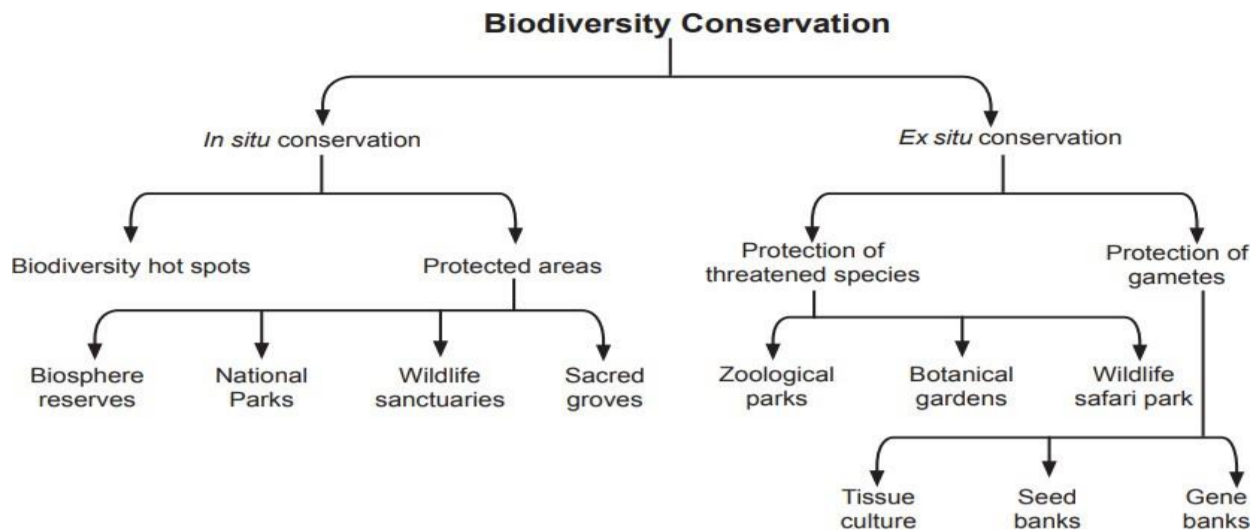 Biodiversity Conservation
In situ conservation
Ex situ conservation
Biodiversity hot spots
Protected areas
Protection of
threatened species
Protection of
gametes
Biosphere
reserves
National
Parks
Wildlife
sanctuaries
Sacred
groves
Zoological
parks
Botanical
gardens
Wildlife
safari park
Tissue
culture
Seed
banks
Gene
banks